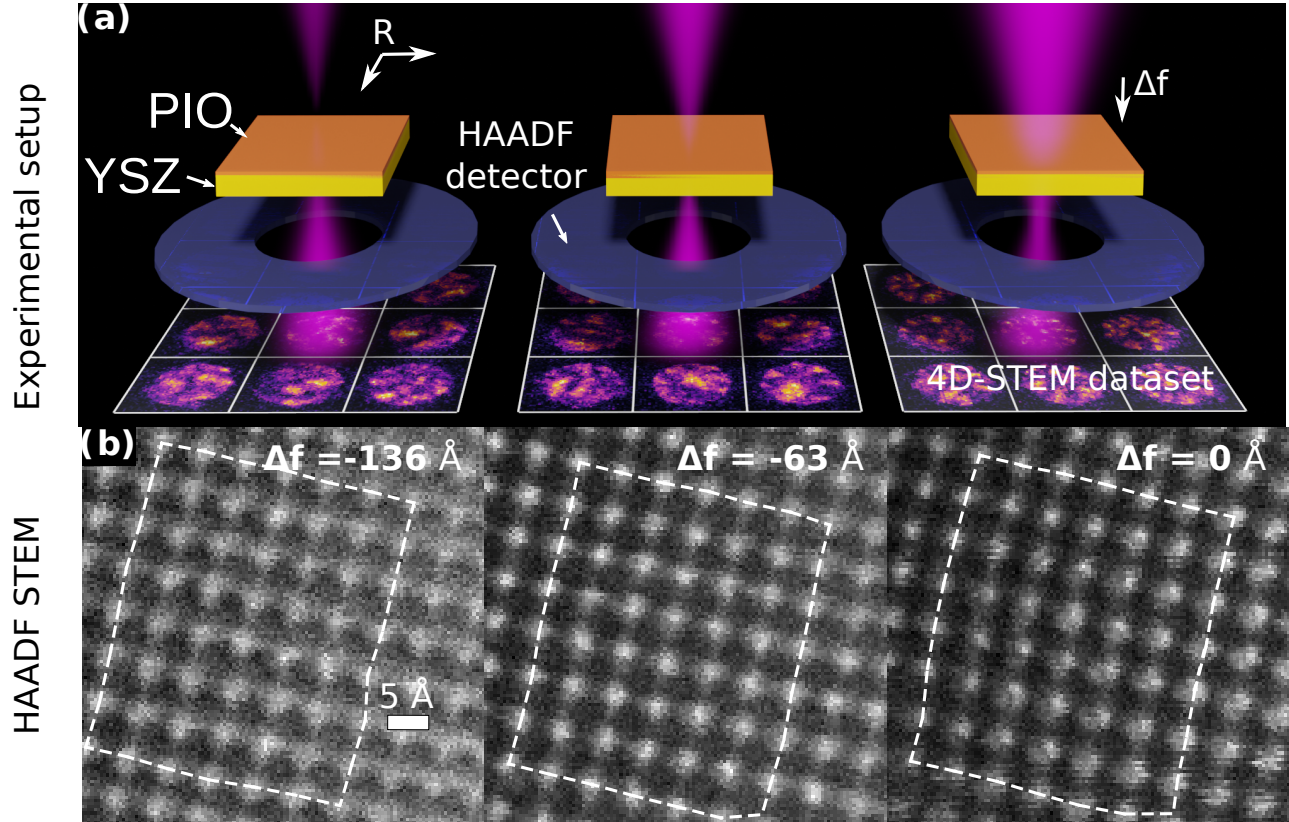 Experimental setup
(a)
R
PIO
YSZ
HAADF
detector
Δf
4D-STEM dataset
HAADF STEM
(b)
Δf =-136 Å
Δf = -63 Å
Δf = 0 Å
5 Å